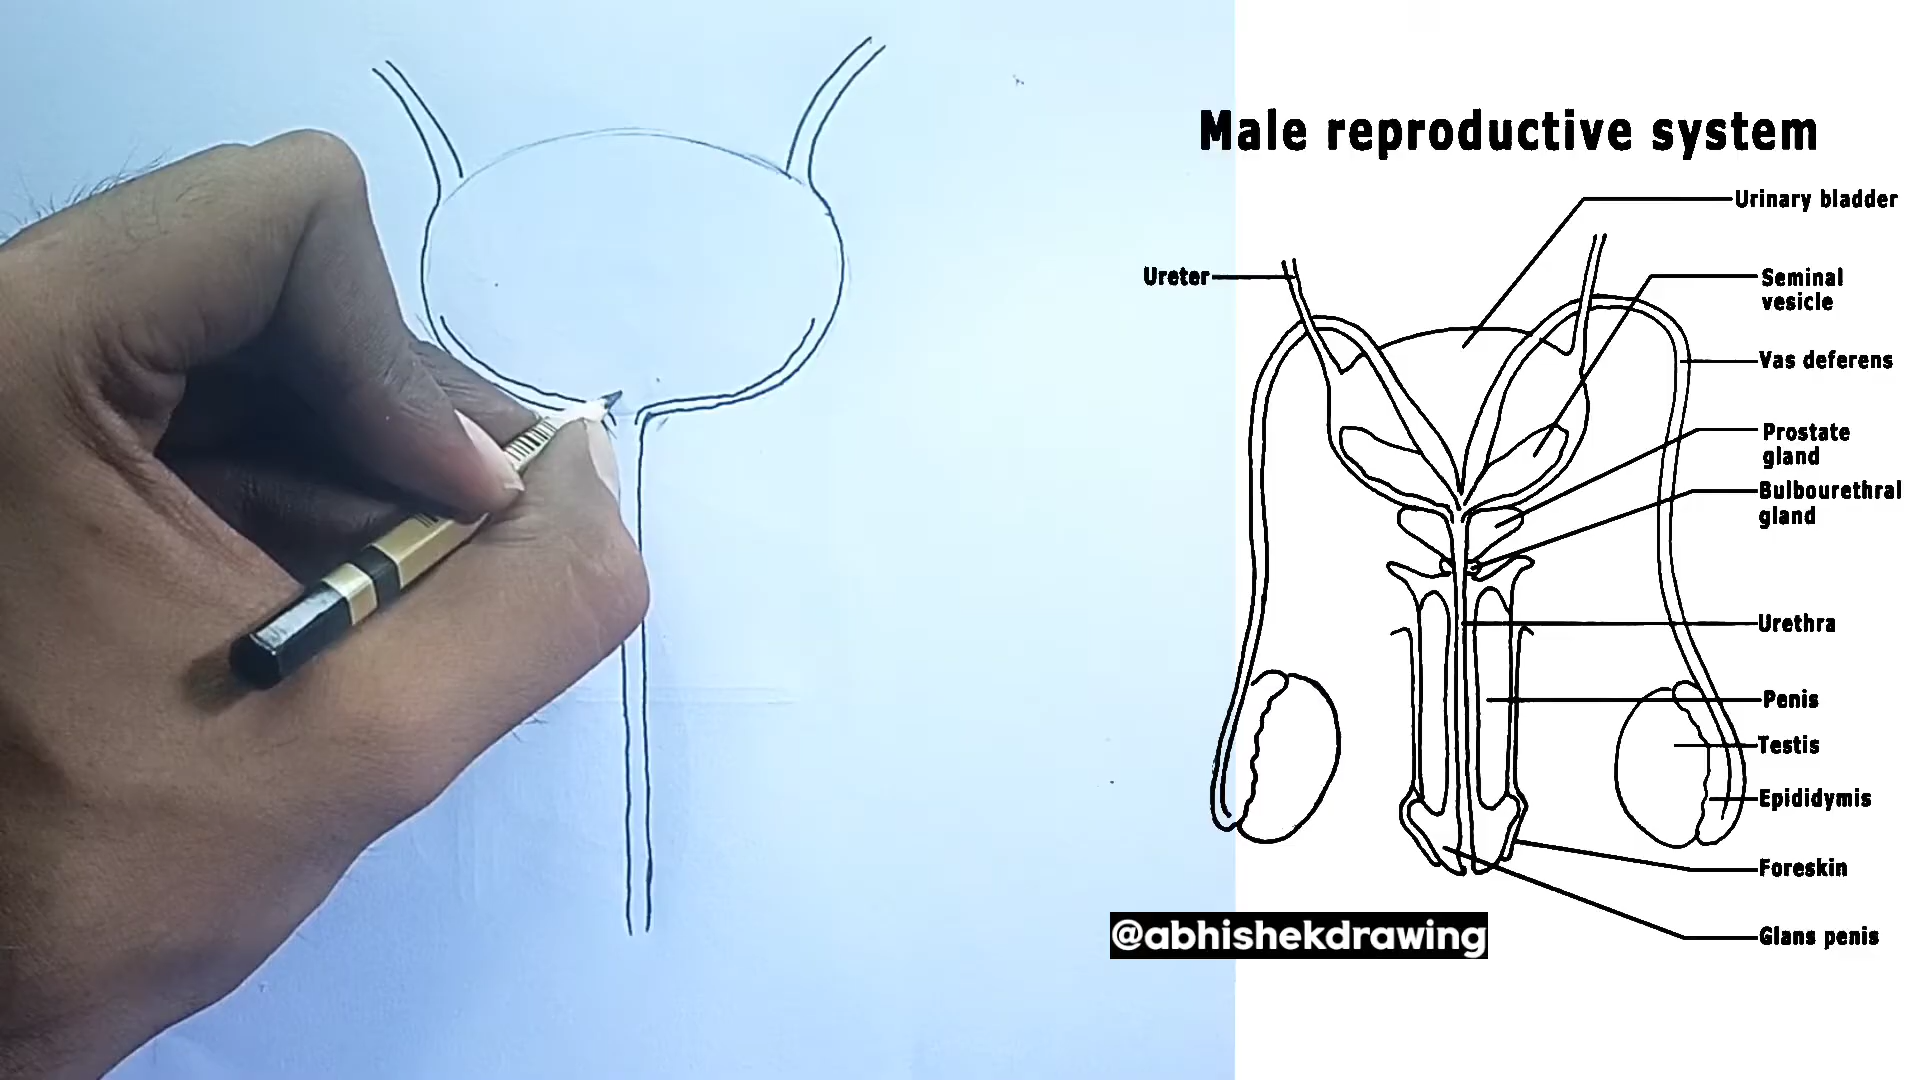 Male reproductive system
Urinary bladder
Ureter
Seminal
vesicle
Vas deferens
Prostate
gland
Bulbourethral
gland
Urethra
Penis
Testis
Epididymis
Foreskin
Glans penis
@abhishekdrawing